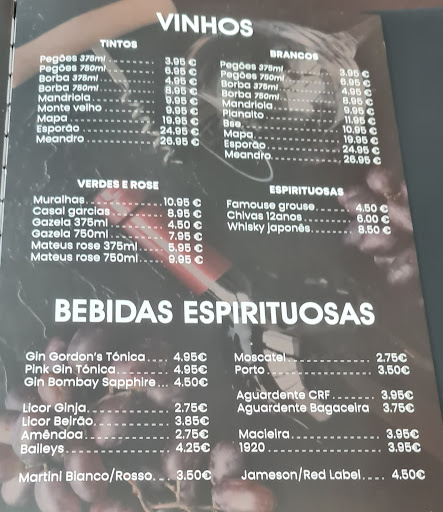 VINHOS
TINTOS
Pegões 375ml 3.95 €
Pegões 750ml 6.95 €
Borba 375ml 4.95 €
Borba 750ml 8.95 €
Mandriola 9.95 €
Monte velho 9.95 €
Mapa 19.95 €
Esporão 24.95 €
Meandro 26.95 €
BRANCOS
Pegões 375ml 3.95 €
Pegões 750ml 6.95 €
Borba 375ml 4.95 €
Borba 750ml 8.95 €
Mandriola 9.95 €
Planalto 11.95 €
Bse 10.95 €
Mapa 19.95 €
Esporão 24.95 €
Meandro 26.95 €
VERDES E ROSE
Muralhas 10.95 €
Casal garcias 8.95 €
Gazela 375ml 4.50 €
Gazela 750ml 7.95 €
Mateus rose 375ml 5.95 €
Mateus rose 750ml 9.95 €
ESPIRITUOSAS
Famouse grouse 4.50 €
Chivas 12anos 6.00 €
Whisky japonês 8.50 €
BEBIDAS ESPIRITUOSAS
Gin Gordon's Tónica.... 4.95€
Pink Gin Tónica 4.95€
Gin Bombay Sapphire... 4.50€
Licor Ginja 2.75€
Licor Beirão 3.85€
Amêndoa 2.75€
Baileys 4.25€
Martini Bianco/Rosso.... 3.50€
Moscatel 2.75€
Porto 3.50€
Aguardente CRF 3.95€
Aguardente Bagaceira 3.75€
Macieira 3.95€
1920 3.95€
Jameson/Red Label 4.50€